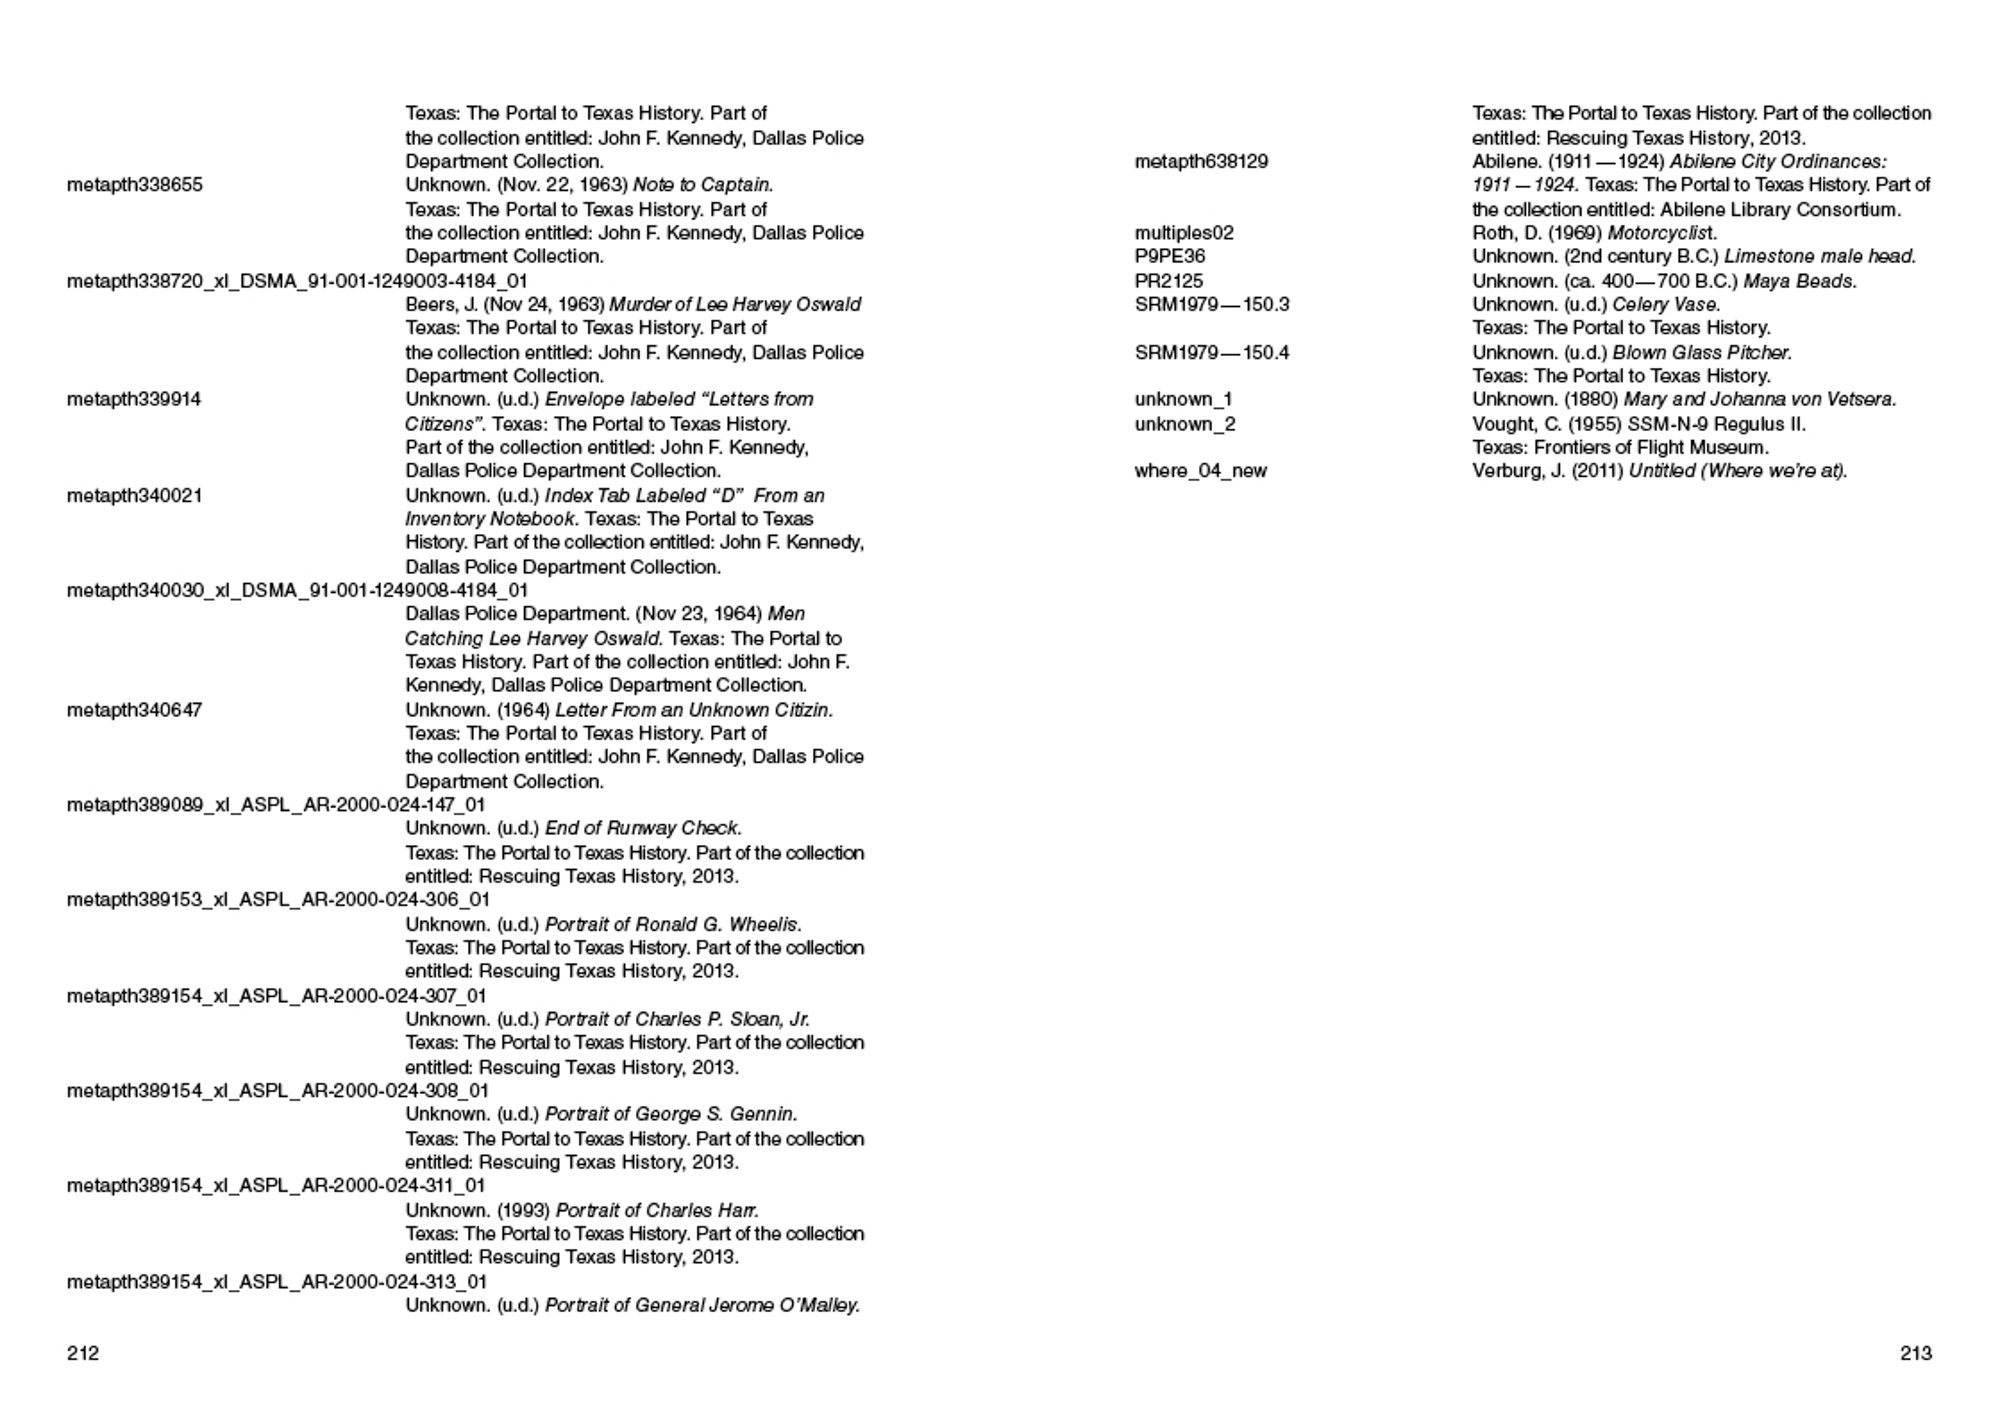 Texas: The Portal to Texas History. Part of
the collection entitled: John F. Kennedy, Dallas Police
Department Collection.
metapth338655 Unknown. (Nov. 22, 1963) Note to Captain.
Texas: The Portal to Texas History. Part of
the collection entitled: John F. Kennedy, Dallas Police
Department Collection.
metapth338720_xl_DSMA_91-001-1249003-4184_01
Beers, J. (Nov 24, 1963) Murder of Lee Harvey Oswald
Texas: The Portal to Texas History. Part of
the collection entitled: John F. Kennedy, Dallas Police
Department Collection.
metapth339914 Unknown. (u.d.) Envelope labeled “Letters from
Citizens”. Texas: The Portal to Texas History.
Part of the collection entitled: John F. Kennedy,
Dallas Police Department Collection.
metapth340021 Unknown. (u.d.) Index Tab Labeled “D” From an
Inventory Notebook. Texas: The Portal to Texas
History. Part of the collection entitled: John F. Kennedy,
Dallas Police Department Collection.
metapth340030_xl_DSMA_91-001-1249008-4184_01
Dallas Police Department. (Nov 23, 1964) Men
Catching Lee Harvey Oswald. Texas: The Portal to
Texas History. Part of the collection entitled: John F.
Kennedy, Dallas Police Department Collection.
metapth340647 Unknown. (1964) Letter From an Unknown Citizin.
Texas: The Portal to Texas History. Part of
the collection entitled: John F. Kennedy, Dallas Police
Department Collection.
metapth389089_xl_ASPL_AR-2000-024-147_01
Unknown. (u.d.) End of Runway Check.
Texas: The Portal to Texas History. Part of the collection
entitled: Rescuing Texas History, 2013.
metapth389153_xl_ASPL_AR-2000-024-306_01
Unknown. (u.d.) Portrait of Ronald G. Wheelis.
Texas: The Portal to Texas History. Part of the collection
entitled: Rescuing Texas History, 2013.
metapth389154_xl_ASPL_AR-2000-024-307_01
Unknown. (u.d.) Portrait of Charles P. Sloan, Jr.
Texas: The Portal to Texas History. Part of the collection
entitled: Rescuing Texas History, 2013.
metapth389154_xl_ASPL_AR-2000-024-308_01
Unknown. (u.d.) Portrait of George S. Gennin.
Texas: The Portal to Texas History. Part of the collection
entitled: Rescuing Texas History, 2013.
metapth389154_xl_ASPL_AR-2000-024-311_01
Unknown. (1993) Portrait of Charles Harr.
Texas: The Portal to Texas History. Part of the collection
entitled: Rescuing Texas History, 2013.
metapth389154_xl_ASPL_AR-2000-024-313_01
Unknown. (u.d.) Portrait of General Jerome O’Malley.
212
Texas: The Portal to Texas History. Part of the collection
entitled: Rescuing Texas History, 2013.
metapth638129 Abilene. (1911 — 1924) Abilene City Ordinances:
1911 — 1924. Texas: The Portal to Texas History. Part of
the collection entitled: Abilene Library Consortium.
multiples02 Roth, D. (1969) Motorcyclist.
P9PE36 Unknown. (2nd century B.C.) Limestone male head.
PR2125 Unknown. (ca. 400—700 B.C.) Maya Beads.
SRM1979—150.3 Unknown. (u.d.) Celery Vase.
Texas: The Portal to Texas History.
SRM1979—150.4 Unknown. (u.d.) Blown Glass Pitcher.
Texas: The Portal to Texas History.
unknown_1 Unknown. (1880) Mary and Johanna von Vetsera.
unknown_2 Vought, C. (1955) SSM-N-9 Regulus II.
Texas: Frontiers of Flight Museum.
where_04_new Verburg, J. (2011) Untitled (Where we’re at).
213